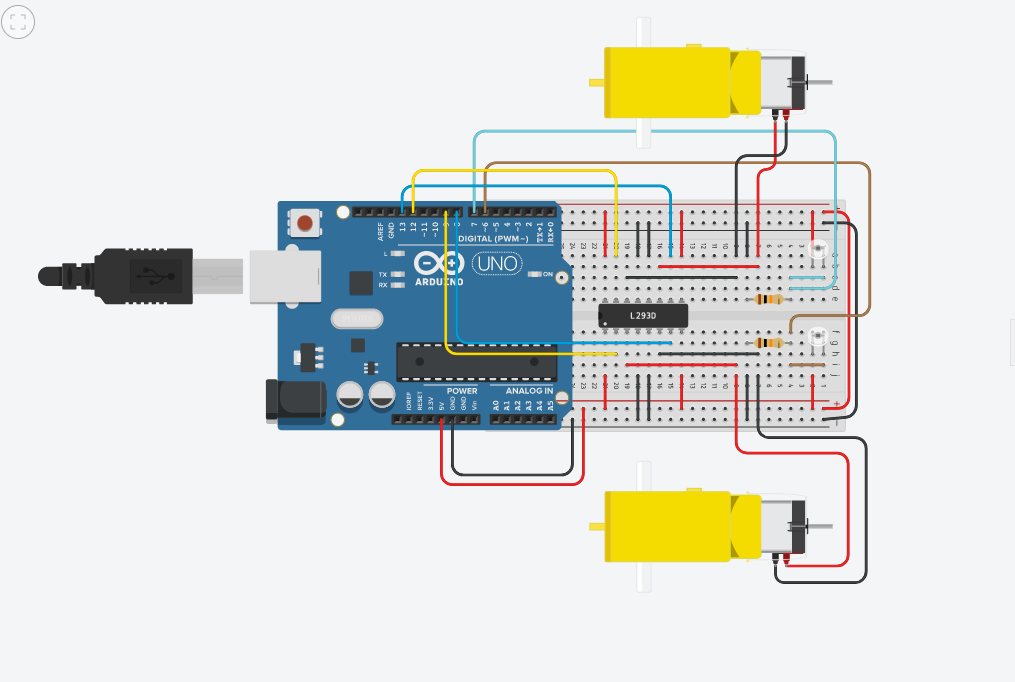 AREF
GND
13
12
~11
~10
~9
8
7
~6
~5
4
~3
2
TX→1
RX←0
DIGITAL (PWM~)
L
TX
RX
UNO
ON
ARDUINO
L293D
POWER
ANALOG IN
IOREF
RESET
3.3V
5V
GND
GND
Vin
A0
A1
A2
A3
A4
A5